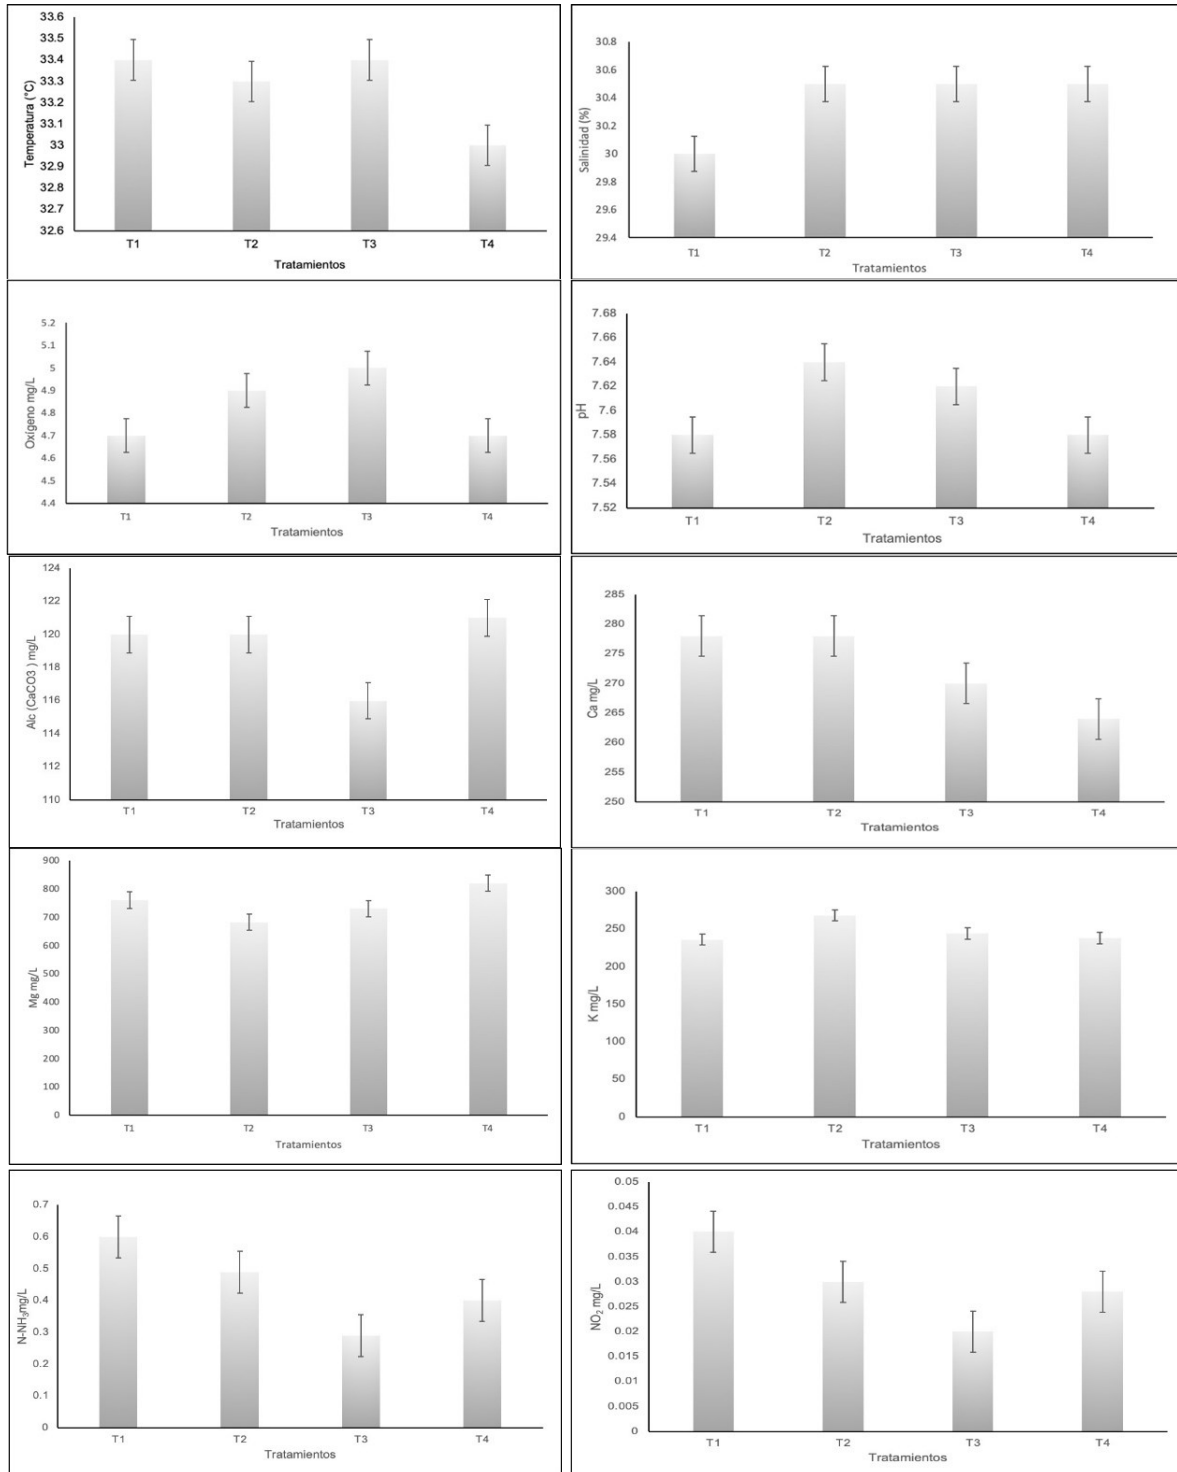 33.6
33.5
33.4
33.3
33.2
33.1
33
32.9
32.8
32.7
32.6
Temperatura (°C)
T1 T2 T3 T4
Tratamientos
30.8
30.6
30.4
30.2
30
29.8
29.6
29.4
Salinidad (%)
T1 T2 T3 T4
Tratamientos
5.2
5.1
5
4.9
4.8
4.7
4.6
4.5
4.4
Oxígeno mg/L
T1 T2 T3 T4
Tratamientos
7.68
7.66
7.64
7.62
7.6
7.58
7.56
7.54
7.52
pH
T1 T2 T3 T4
Tratamientos
124
122
120
118
116
114
112
110
Alc (CaCO3 ) mg/L
T1 T2 T3 T4
Tratamientos
285
280
275
270
265
260
255
250
Ca mg/L
T1 T2 T3 T4
Tratamientos
900
800
700
600
500
400
300
200
100
0
Mg mg/L
T1 T2 T3 T4
Tratamientos
300
250
200
150
100
50
0
K mg/L
T1 T2 T3 T4
Tratamientos
0.7
0.6
0.5
0.4
0.3
0.2
0.1
0
N-NH₃mg/L
T1 T2 T3 T4
Tratamientos
0.05
0.045
0.04
0.035
0.03
0.025
0.02
0.015
0.01
0.005
0
NO₂ mg/L
T1 T2 T3 T4
Tratamientos